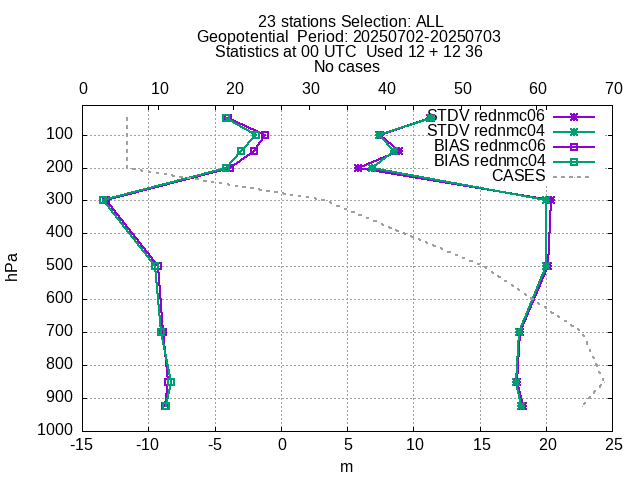 23 stations Selection: ALL
Geopotential  Period: 20250702-20250703
Statistics at 00 UTC  Used 12 + 12 36
No cases
0 10 20 30 40 50 60 70
STDV rednmc06
STDV rednmc04
BIAS rednmc06
BIAS rednmc04
CASES
100
200
300
400
500
600
700
800
900
1000
hPa
-15 -10 -5 0 5 10 15 20 25
m